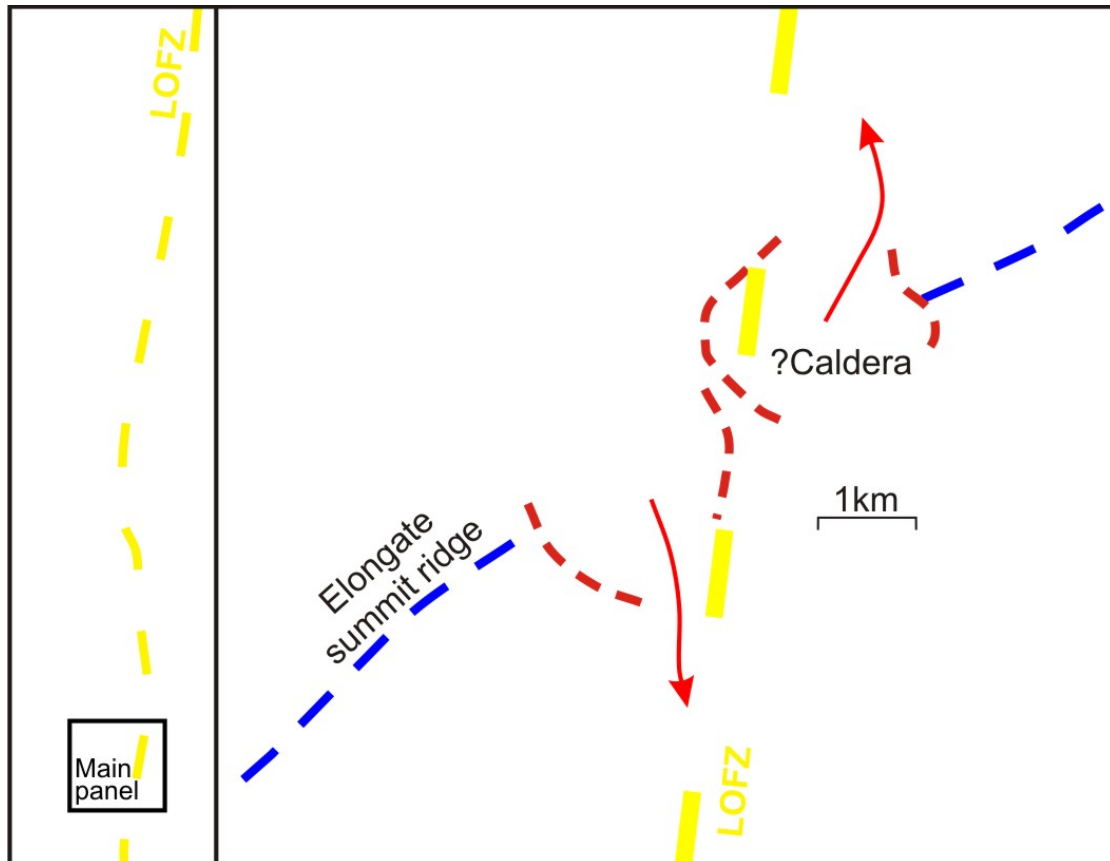 LOFZ
Main
panel
?Caldera
1km
Elongate
summit ridge
LOFZ